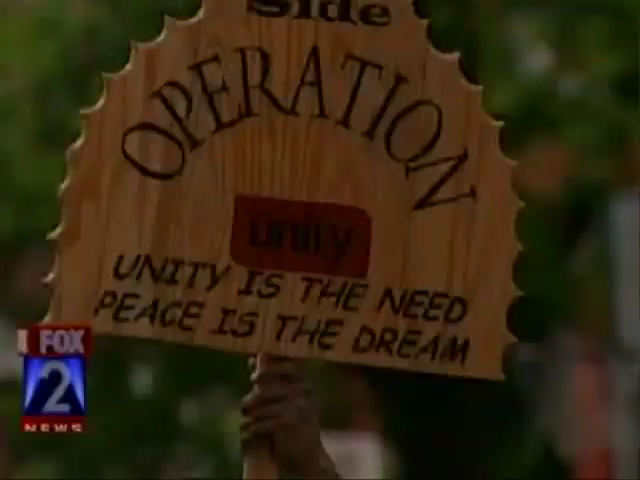 Side
OPERATION
unity
UNITY IS THE NEED
PEACE IS THE DREAM
FOX
2
NEWS